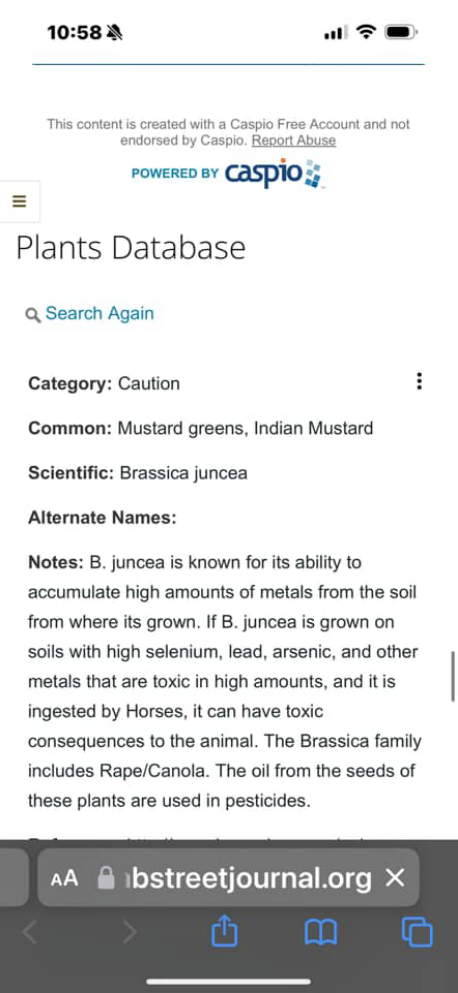 10:58
This content is created with a Caspio Free Account and not
endorsed by Caspio. Report Abuse
POWERED BY caspio
Plants Database
Search Again
Category: Caution
Common: Mustard greens, Indian Mustard
Scientific: Brassica juncea
Alternate Names:
Notes: B. juncea is known for its ability to
accumulate high amounts of metals from the soil
from where its grown. If B. juncea is grown on
soils with high selenium, lead, arsenic, and other
metals that are toxic in high amounts, and it is
ingested by Horses, it can have toxic
consequences to the animal. The Brassica family
includes Rape/Canola. The oil from the seeds of
these plants are used in pesticides.
AA bstreetjournal.org